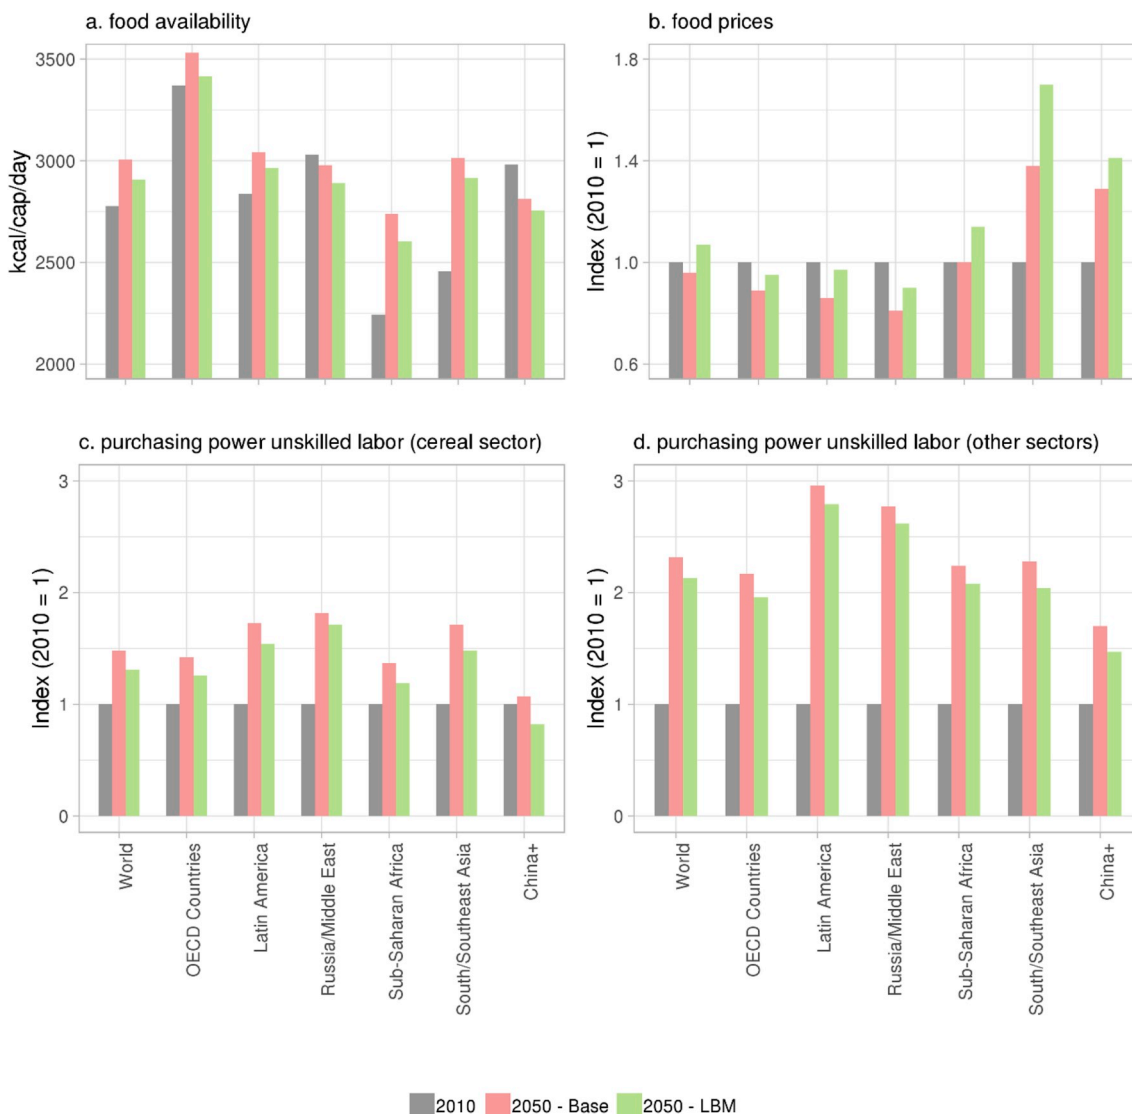 a. food availability
kcal/cap/day
3500
3000
2500
2000
b. food prices
Index (2010 = 1)
1.8
1.4
1.0
0.6
c. purchasing power unskilled labor (cereal sector)
Index (2010 = 1)
3
2
1
0
World
OECD Countries
Latin America
Russia/Middle East
Sub-Saharan Africa
South/Southeast Asia
China+
d. purchasing power unskilled labor (other sectors)
Index (2010 = 1)
3
2
1
0
World
OECD Countries
Latin America
Russia/Middle East
Sub-Saharan Africa
South/Southeast Asia
China+
2010 2050 - Base 2050 - LBM